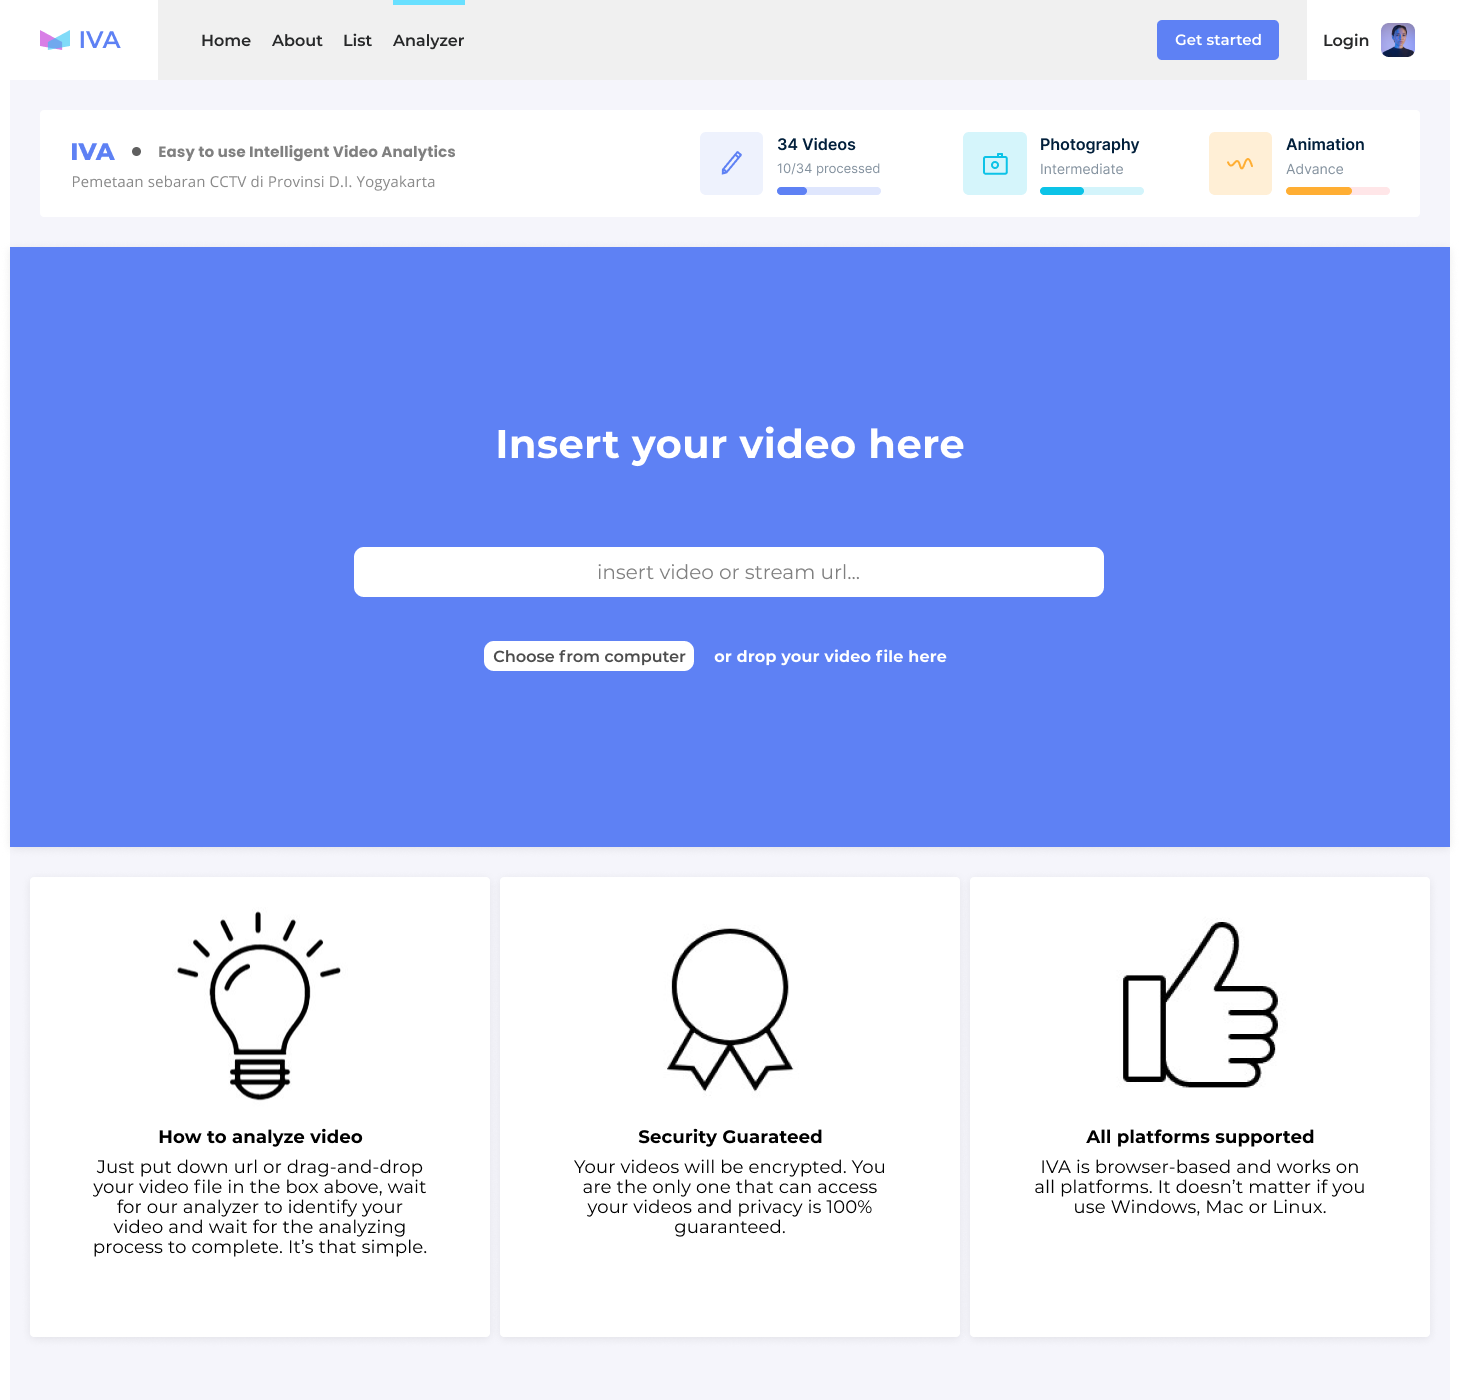 IVA
Home About List Analyzer
Get started
Login
IVA • Easy to use Intelligent Video Analytics
Pemetaan sebaran CCTV di Provinsi D.I. Yogyakarta
34 Videos
10/34 processed
Photography
Intermediate
Animation
Advance
Insert your video here
insert video or stream url...
Choose from computer
or drop your video file here
How to analyze video
Just put down url or drag-and-drop
your video file in the box above, wait
for our analyzer to identify your
video and wait for the analyzing
process to complete. It's that simple.
Security Guarateed
Your videos will be encrypted. You
are the only one that can access
your videos and privacy is 100%
guaranteed.
All platforms supported
IVA is browser-based and works on
all platforms. It doesn't matter if you
use Windows, Mac or Linux.